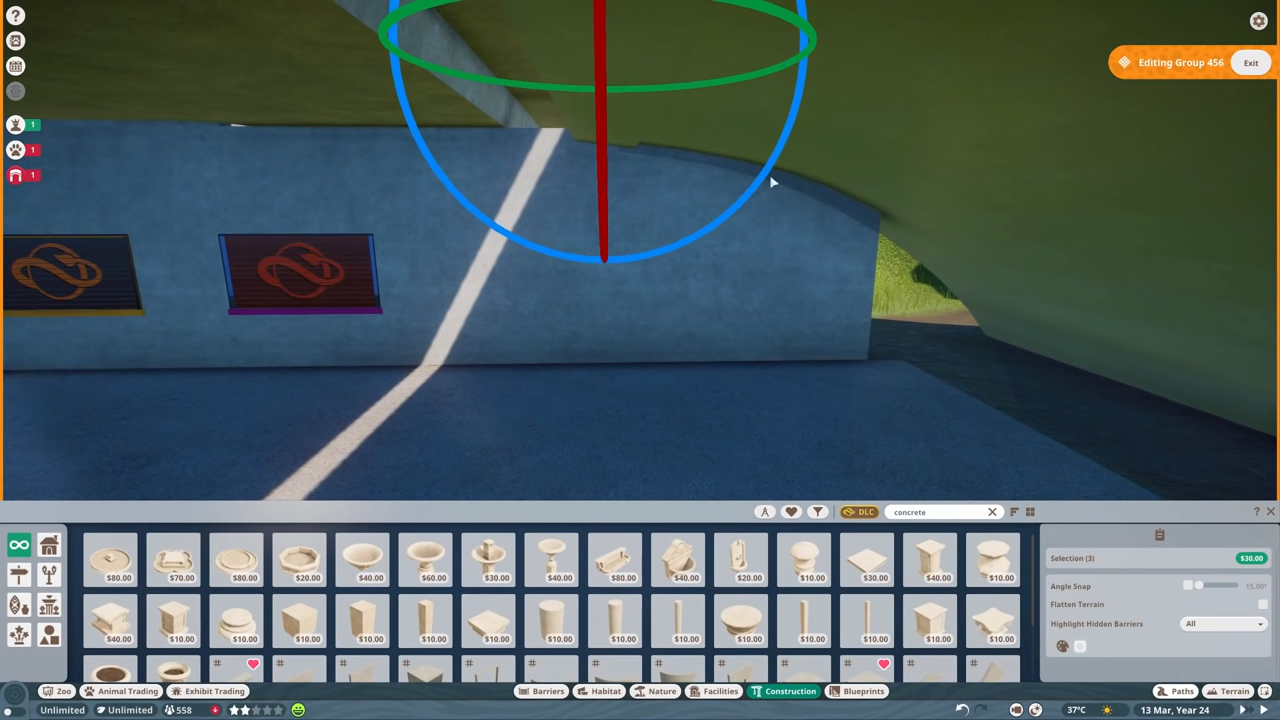 Editing Group 456
Exit
1
1
1
DLC
concrete
$80.00
$70.00
$80.00
$20.00
$40.00
$60.00
$30.00
$40.00
$80.00
$40.00
$20.00
$10.00
$30.00
$40.00
$10.00
$40.00
$10.00
$10.00
$10.00
$10.00
$10.00
$10.00
$10.00
$10.00
$10.00
$10.00
$10.00
$10.00
$10.00
$10.00
Selection (3)
$30.00
Angle Snap
15.00°
Flatten Terrain
Highlight Hidden Barriers
All
Zoo
Animal Trading
Exhibit Trading
Barriers
Habitat
Nature
Facilities
Construction
Blueprints
Paths
Terrain
Unlimited
Unlimited
558
37°C
13 Mar, Year 24